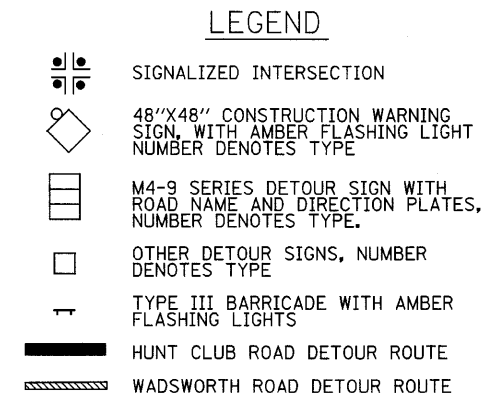 LEGEND
SIGNALIZED INTERSECTION
48"X48" CONSTRUCTION WARNING
SIGN, WITH AMBER FLASHING LIGHT
NUMBER DENOTES TYPE
M4-9 SERIES DETOUR SIGN WITH
ROAD NAME AND DIRECTION PLATES,
NUMBER DENOTES TYPE.
OTHER DETOUR SIGNS, NUMBER
DENOTES TYPE
TYPE III BARRICADE WITH AMBER
FLASHING LIGHTS
HUNT CLUB ROAD DETOUR ROUTE
WADSWORTH ROAD DETOUR ROUTE